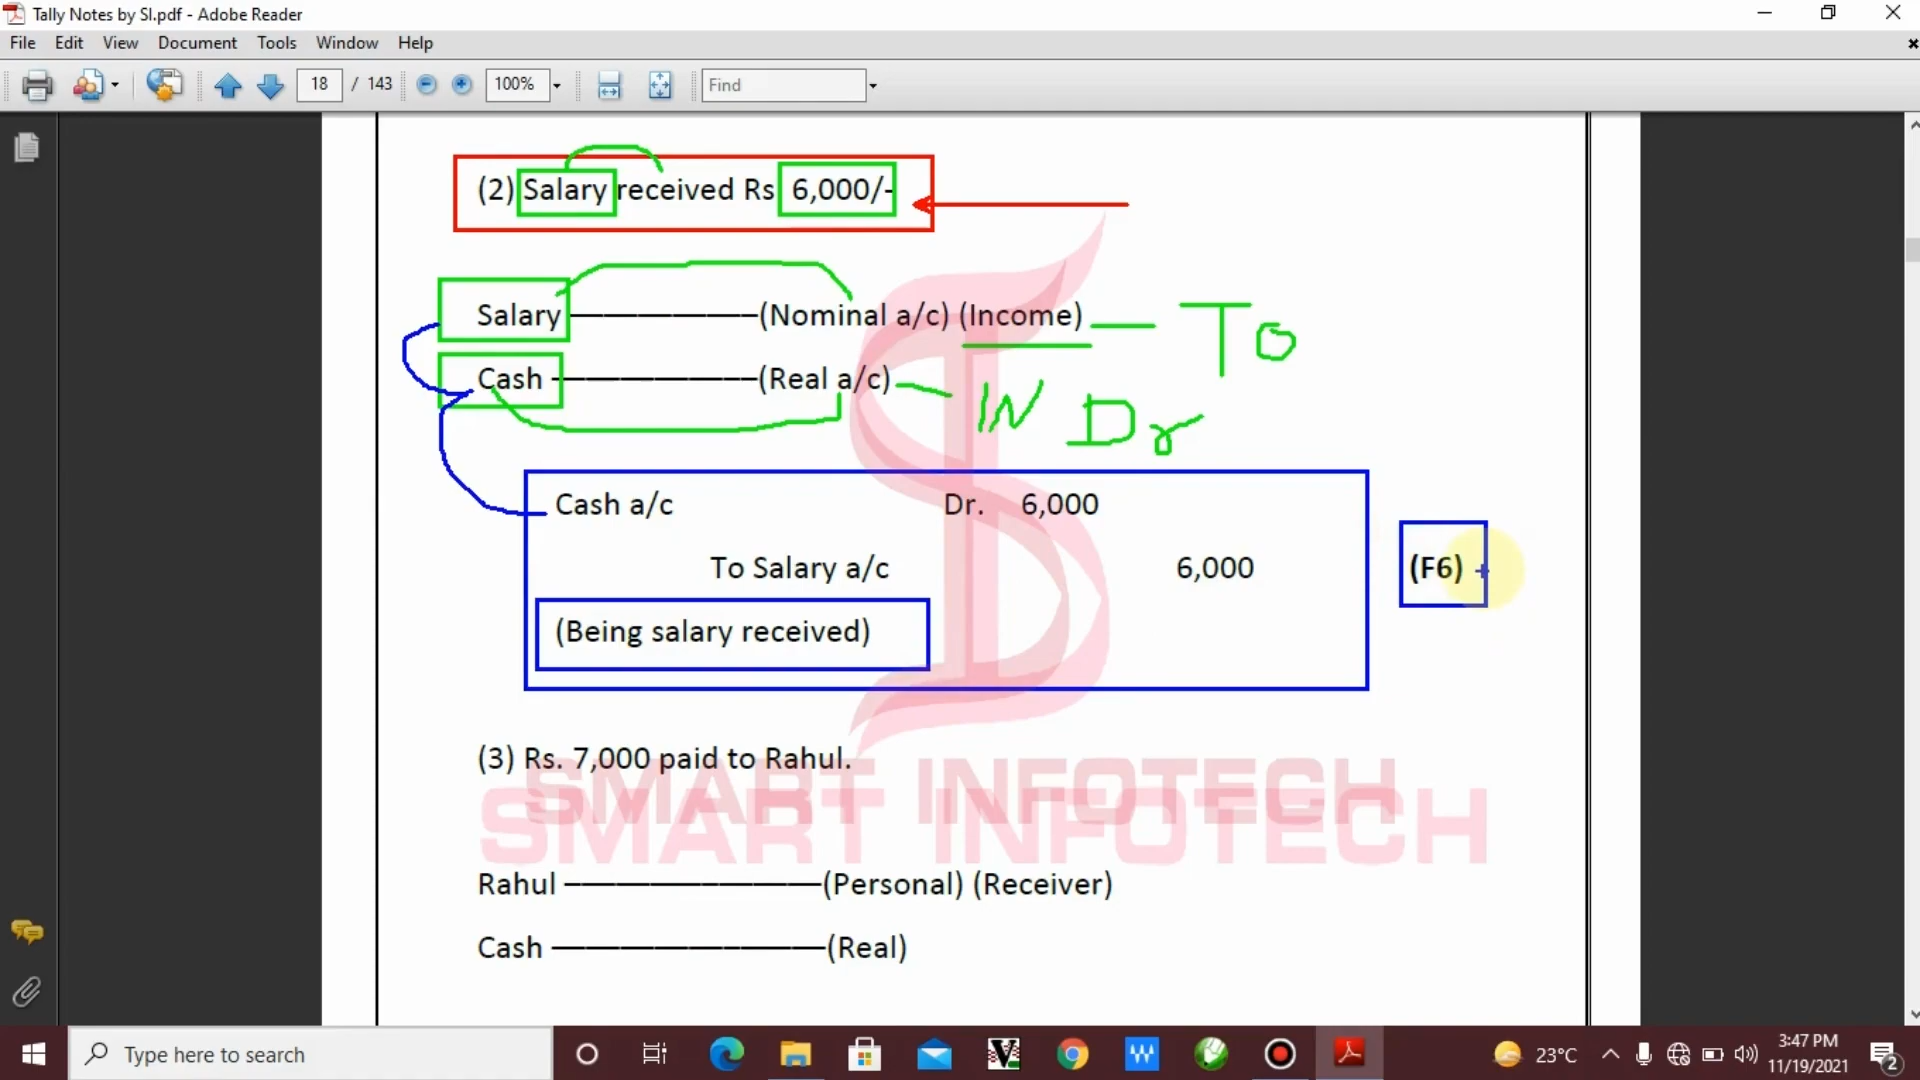 Tally Notes by SI.pdf - Adobe Reader
File Edit View Document Tools Window Help
18 / 143 100% Find
(2) Salary received Rs 6,000/-
Salary (Nominal a/c) (Income) To
Cash (Real a/c) IN Dr
Cash a/c Dr. 6,000
To Salary a/c 6,000 (F6)
(Being salary received)
(3) Rs. 7,000 paid to Rahul.
SMART INFOTECH
SMART INFOTECH
Rahul (Personal) (Receiver)
Cash (Real)
Type here to search 23°C 3:47 PM
11/19/2021 2